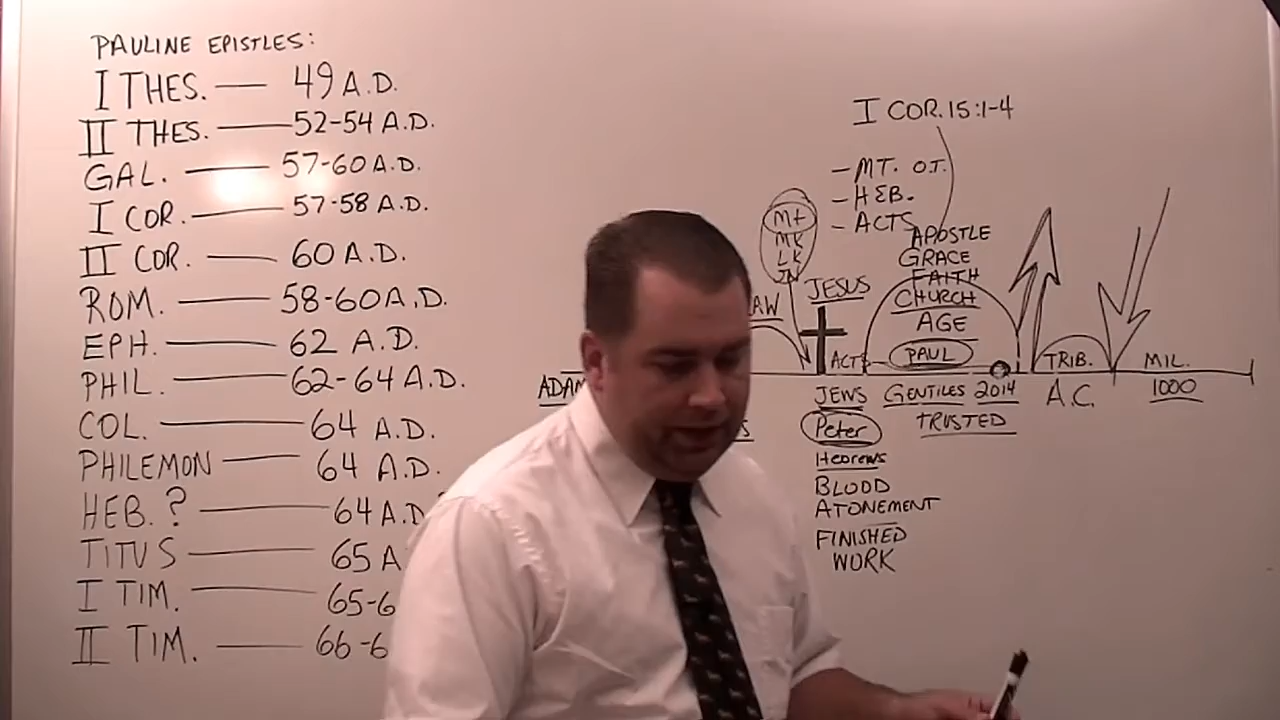 PAULINE EPISTLES:
I THES. — 49 A.D.
II THES. — 52-54 A.D.
GAL. — 57-60 A.D.
I COR. — 57-58 A.D.
II COR. — 60 A.D.
ROM. — 58-60 A.D.
EPH. — 62 A.D.
PHIL. — 62-64 A.D.
COL. — 64 A.D.
PHILEMON — 64 A.D.
HEB. ? — 64 A.D
TITUS — 65 A
I TIM. — 65-6
II TIM. — 66-6
I COR. 15:1-4
- MT. O.T.
- HEB.
- ACTS
Mt
MK
LK
JN
APOSTLE
GRACE
FAITH
CHURCH
AGE
PAUL
JESUS
AW
ACTS
TRIB.
MIL.
ADAM
JEWS
GENTILES 2014
A.C.
1000
Peter
TRUSTED
Hebrews
BLOOD
ATONEMENT
FINISHED
WORK